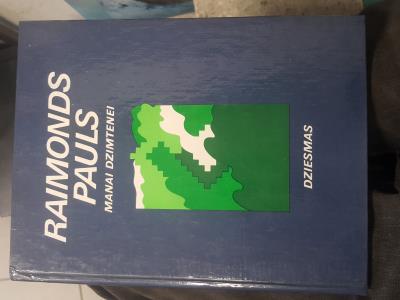 RAIMONDS
PAULS
MANAI DZIMTENEI
DZIESMAS